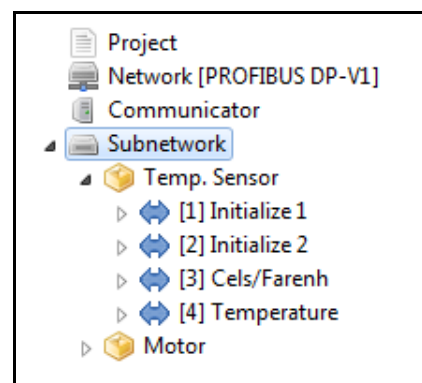 Project
Network [PROFIBUS DP-V1]
Communicator
Subnetwork
Temp. Sensor
[1] Initialize 1
[2] Initialize 2
[3] Cels/Farenh
[4] Temperature
Motor